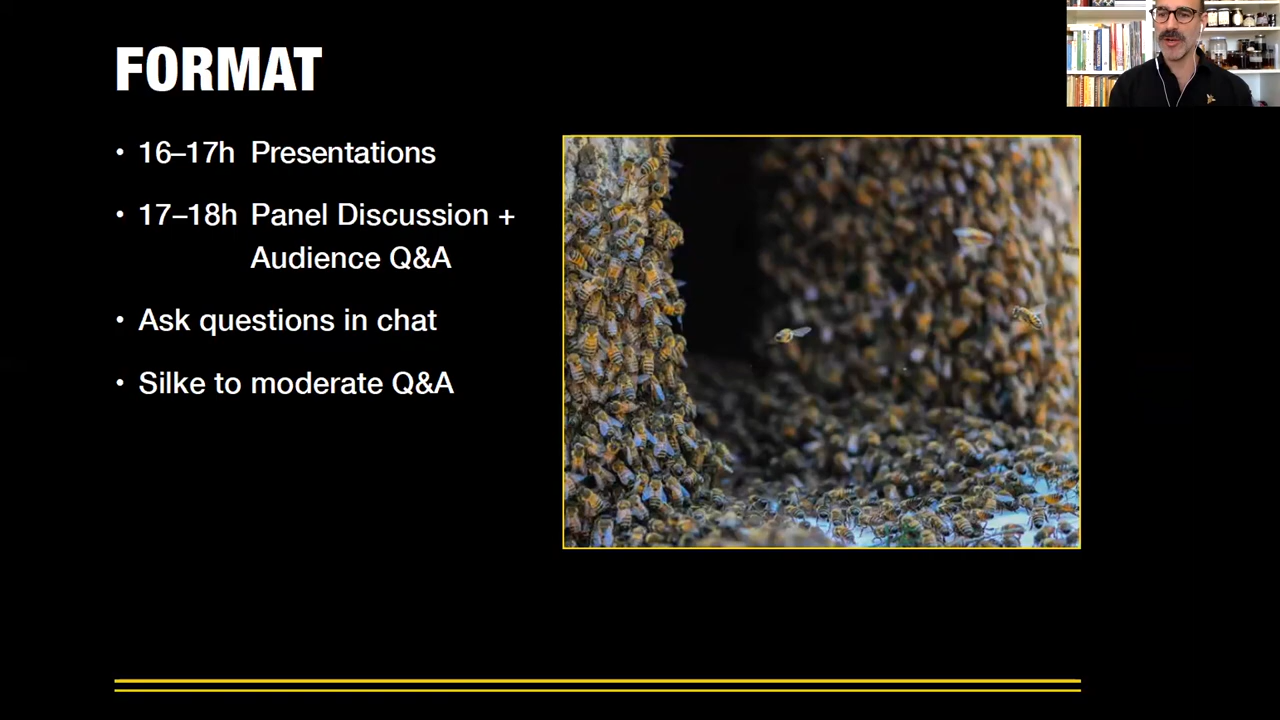 FORMAT
• 16–17h Presentations
• 17–18h Panel Discussion +
Audience Q&A
• Ask questions in chat
• Silke to moderate Q&A